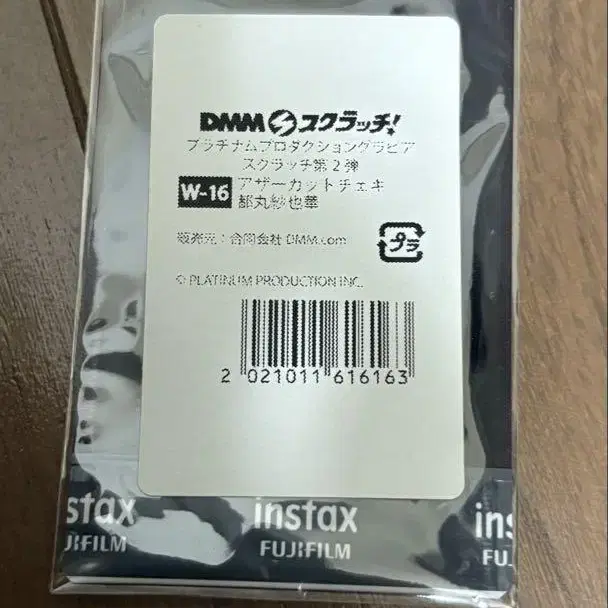 DMM スクラッチ!
プラチナムプロダクショングラビア
スクラッチ第2弾
W-16 アザーカットチェキ
都丸紗也華
販売元:合同会社 DMM.com
プラ
© PLATINUM PRODUCTION INC.
2 021011 616163
stax instax ins
JIFILM FUJIFILM FU